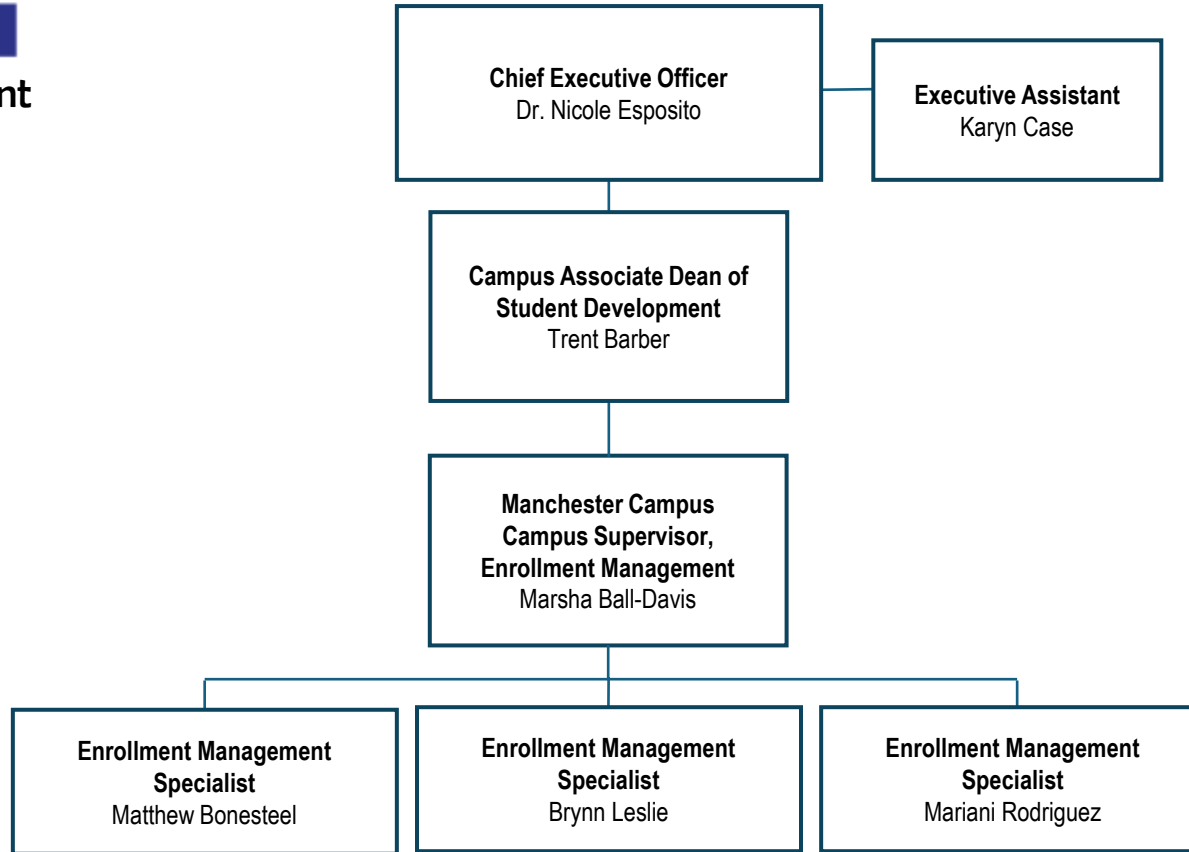 Chief Executive Officer
Dr. Nicole Esposito
Executive Assistant
Karyn Case
Campus Associate Dean of
Student Development
Trent Barber
Manchester Campus
Campus Supervisor,
Enrollment Management
Marsha Ball-Davis
Enrollment Management
Specialist
Matthew Bonesteel
Enrollment Management
Specialist
Brynn Leslie
Enrollment Management
Specialist
Mariani Rodriguez